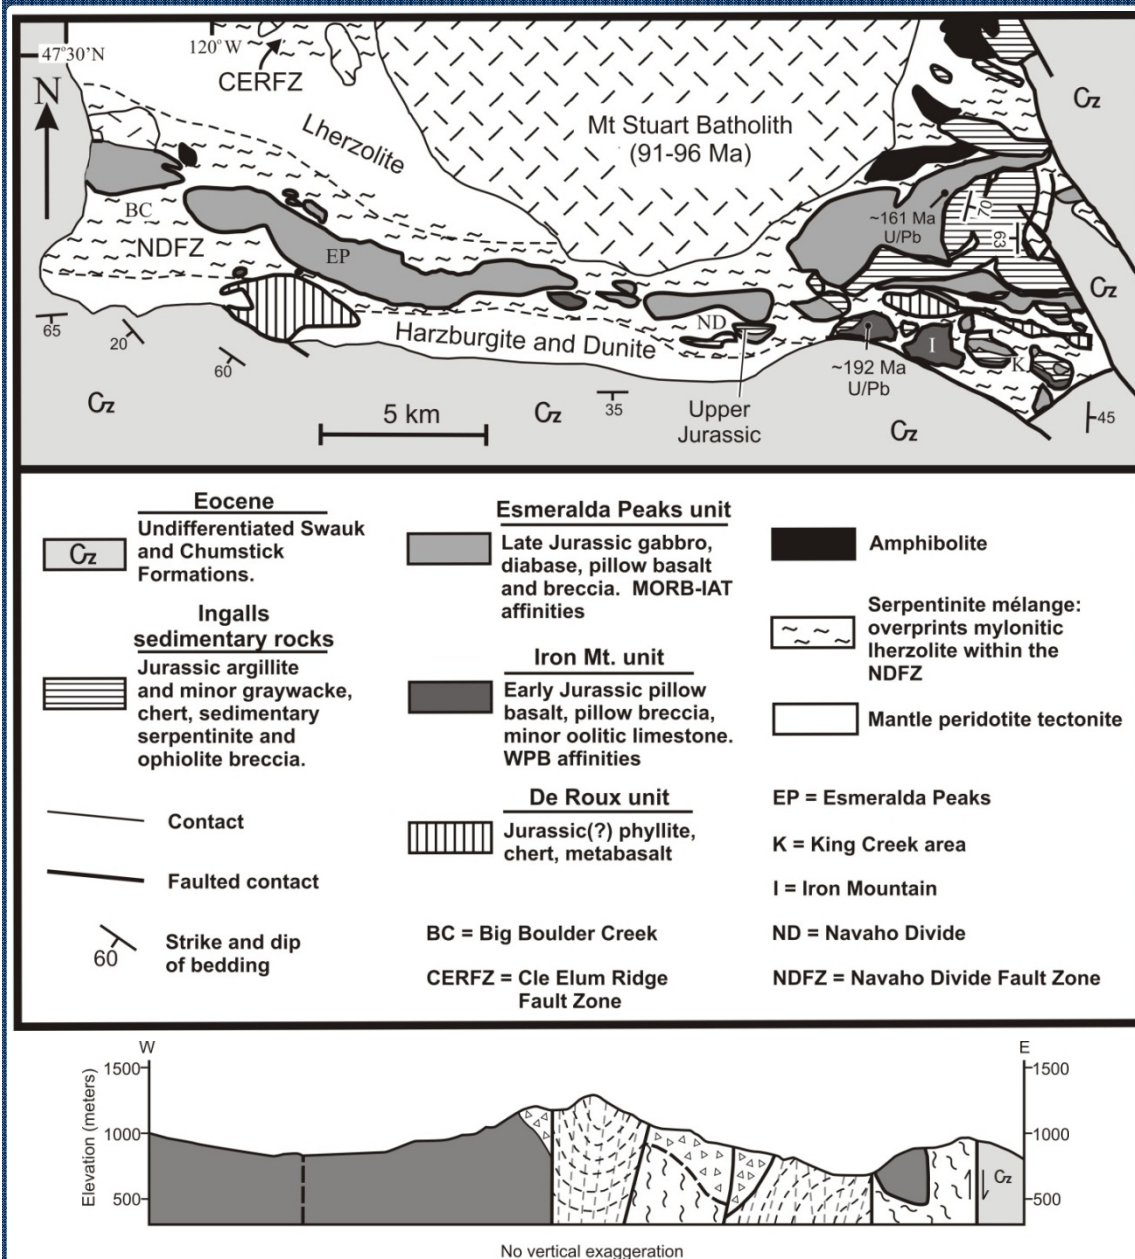 47°30'N
120°W
CERFZ
N
Lherzolite
Mt Stuart Batholith
(91-96 Ma)
Cz
BC
NDFZ
EP
~161 Ma
U/Pb
70
63
Cz
65
20
60
Harzburgite and Dunite
ND
I
K
~192 Ma
U/Pb
Cz
5 km
Cz
35
Upper
Jurassic
Cz
45
Eocene
Cz
Undifferentiated Swauk
and Chumstick
Formations.
Ingalls
sedimentary rocks
Jurassic argillite
and minor graywacke,
chert, sedimentary
serpentinite and
ophiolite breccia.
Contact
Faulted contact
60
Strike and dip
of bedding
Esmeralda Peaks unit
Late Jurassic gabbro,
diabase, pillow basalt
and breccia. MORB-IAT
affinities
Iron Mt. unit
Early Jurassic pillow
basalt, pillow breccia,
minor oolitic limestone.
WPB affinities
De Roux unit
Jurassic(?) phyllite,
chert, metabasalt
BC = Big Boulder Creek
CERFZ = Cle Elum Ridge
Fault Zone
Amphibolite
Serpentinite mélange:
overprints mylonitic
lherzolite within the
NDFZ
Mantle peridotite tectonite
EP = Esmeralda Peaks
K = King Creek area
I = Iron Mountain
ND = Navaho Divide
NDFZ = Navaho Divide Fault Zone
W
E
Elevation (meters)
1500
1000
500
1500
1000
500
Cz
No vertical exaggeration